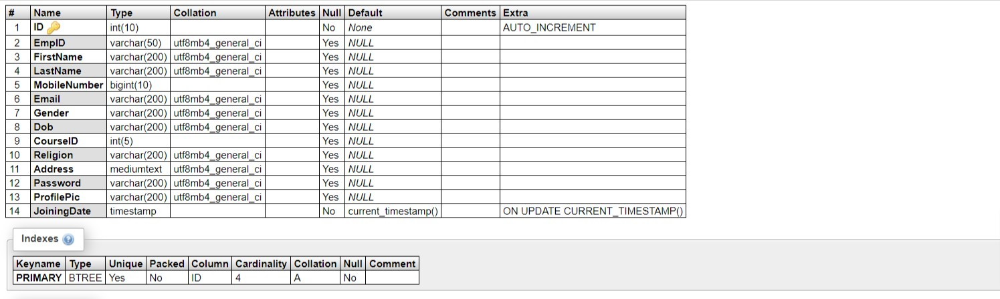 # Name Type Collation Attributes Null Default Comments Extra
1 ID int(10) No None AUTO_INCREMENT
2 EmpID varchar(50) utf8mb4_general_ci Yes NULL
3 FirstName varchar(200) utf8mb4_general_ci Yes NULL
4 LastName varchar(200) utf8mb4_general_ci Yes NULL
5 MobileNumber bigint(10) Yes NULL
6 Email varchar(200) utf8mb4_general_ci Yes NULL
7 Gender varchar(200) utf8mb4_general_ci Yes NULL
8 Dob varchar(200) utf8mb4_general_ci Yes NULL
9 CourseID int(5) Yes NULL
10 Religion varchar(200) utf8mb4_general_ci Yes NULL
11 Address mediumtext utf8mb4_general_ci Yes NULL
12 Password varchar(200) utf8mb4_general_ci Yes NULL
13 ProfilePic varchar(200) utf8mb4_general_ci Yes NULL
14 JoiningDate timestamp No current_timestamp() ON UPDATE CURRENT_TIMESTAMP()
Indexes
Keyname Type Unique Packed Column Cardinality Collation Null Comment
PRIMARY BTREE Yes No ID 4 A No